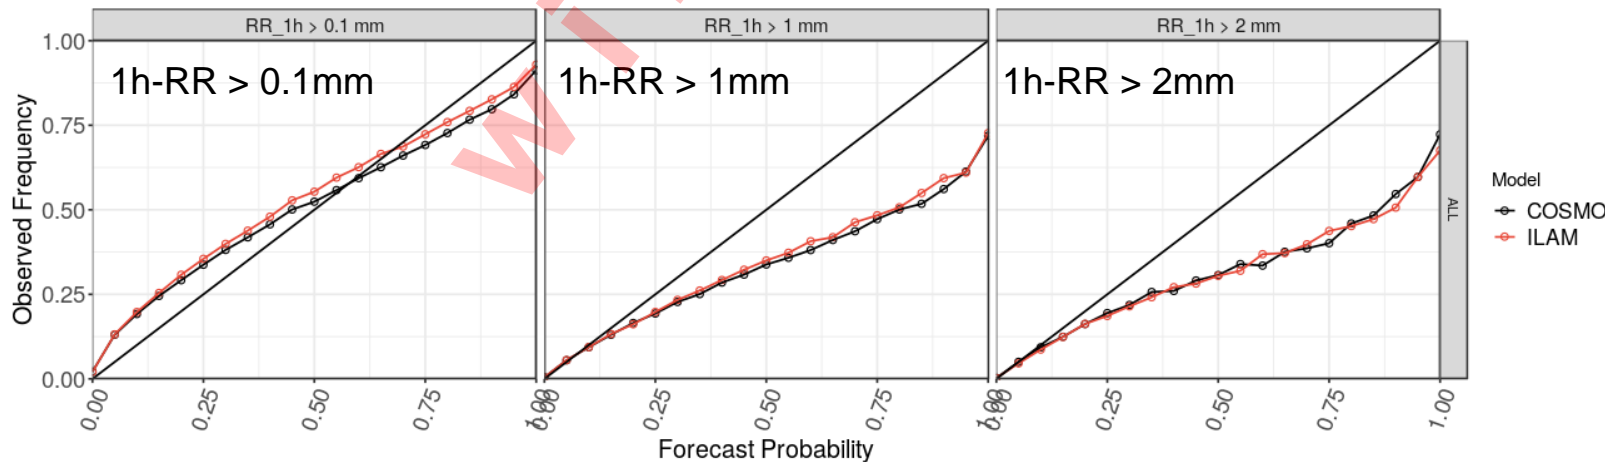 RR_1h > 0.1 mm
RR_1h > 1 mm
RR_1h > 2 mm
1h-RR > 0.1mm
1h-RR > 1mm
1h-RR > 2mm
Observed Frequency
1.00
0.75
0.50
0.25
0.00
0.00
0.25
0.50
0.75
1.00
0.00
0.25
0.50
0.75
1.00
0.00
0.25
0.50
0.75
1.00
Forecast Probability
ALL
Model
COSMO
ILAM